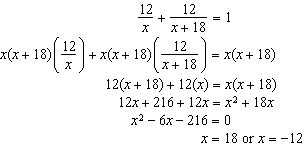 12/x + 12/(x + 18) = 1
x(x + 18)(12/x) + x(x + 18)(12/(x + 18)) = x(x + 18)
12(x + 18) + 12(x) = x(x + 18)
12x + 216 + 12x = x² + 18x
x² − 6x − 216 = 0
x = 18 or x = −12